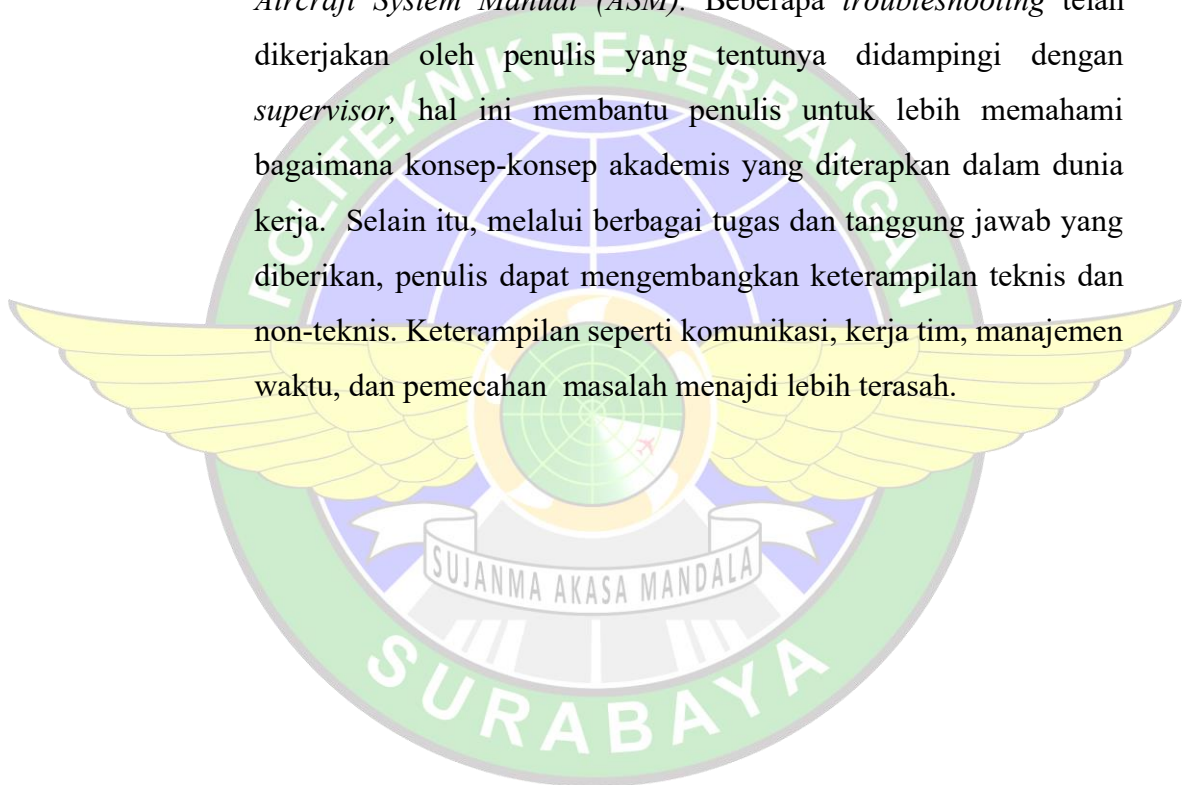 Aircraft System Manual (ASM). Beberapa troubleshooting telah
dikerjakan oleh penulis yang tentunya didampingi dengan
supervisor, hal ini membantu penulis untuk lebih memahami
bagaimana konsep-konsep akademis yang diterapkan dalam dunia
kerja. Selain itu, melalui berbagai tugas dan tanggung jawab yang
diberikan, penulis dapat mengembangkan keterampilan teknis dan
non-teknis. Keterampilan seperti komunikasi, kerja tim, manajemen
waktu, dan pemecahan masalah menajdi lebih terasah.
POLITEKNIK PENERBANGAN
SUJANMA AKASA MANDALA
SURABAYA